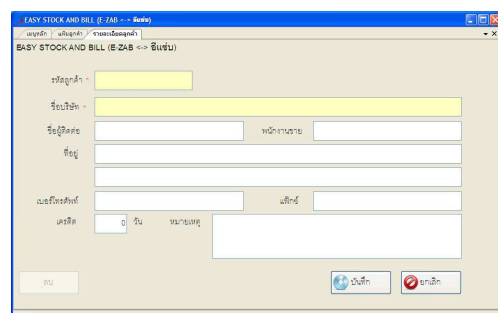 EASY STOCK AND BILL (E-ZAB <-> อีแซ่บ)
เมนูหลัก แฟ้มลูกค้า รายละเอียดลูกค้า
EASY STOCK AND BILL (E-ZAB <-> อีแซ่บ)
รหัสลูกค้า *
ชื่อบริษัท *
ชื่อผู้ติดต่อ พนักงานขาย
ที่อยู่
เบอร์โทรศัพท์ แฟ็กซ์
เครดิต 0 วัน หมายเหตุ
ลบ บันทึก ยกเลิก